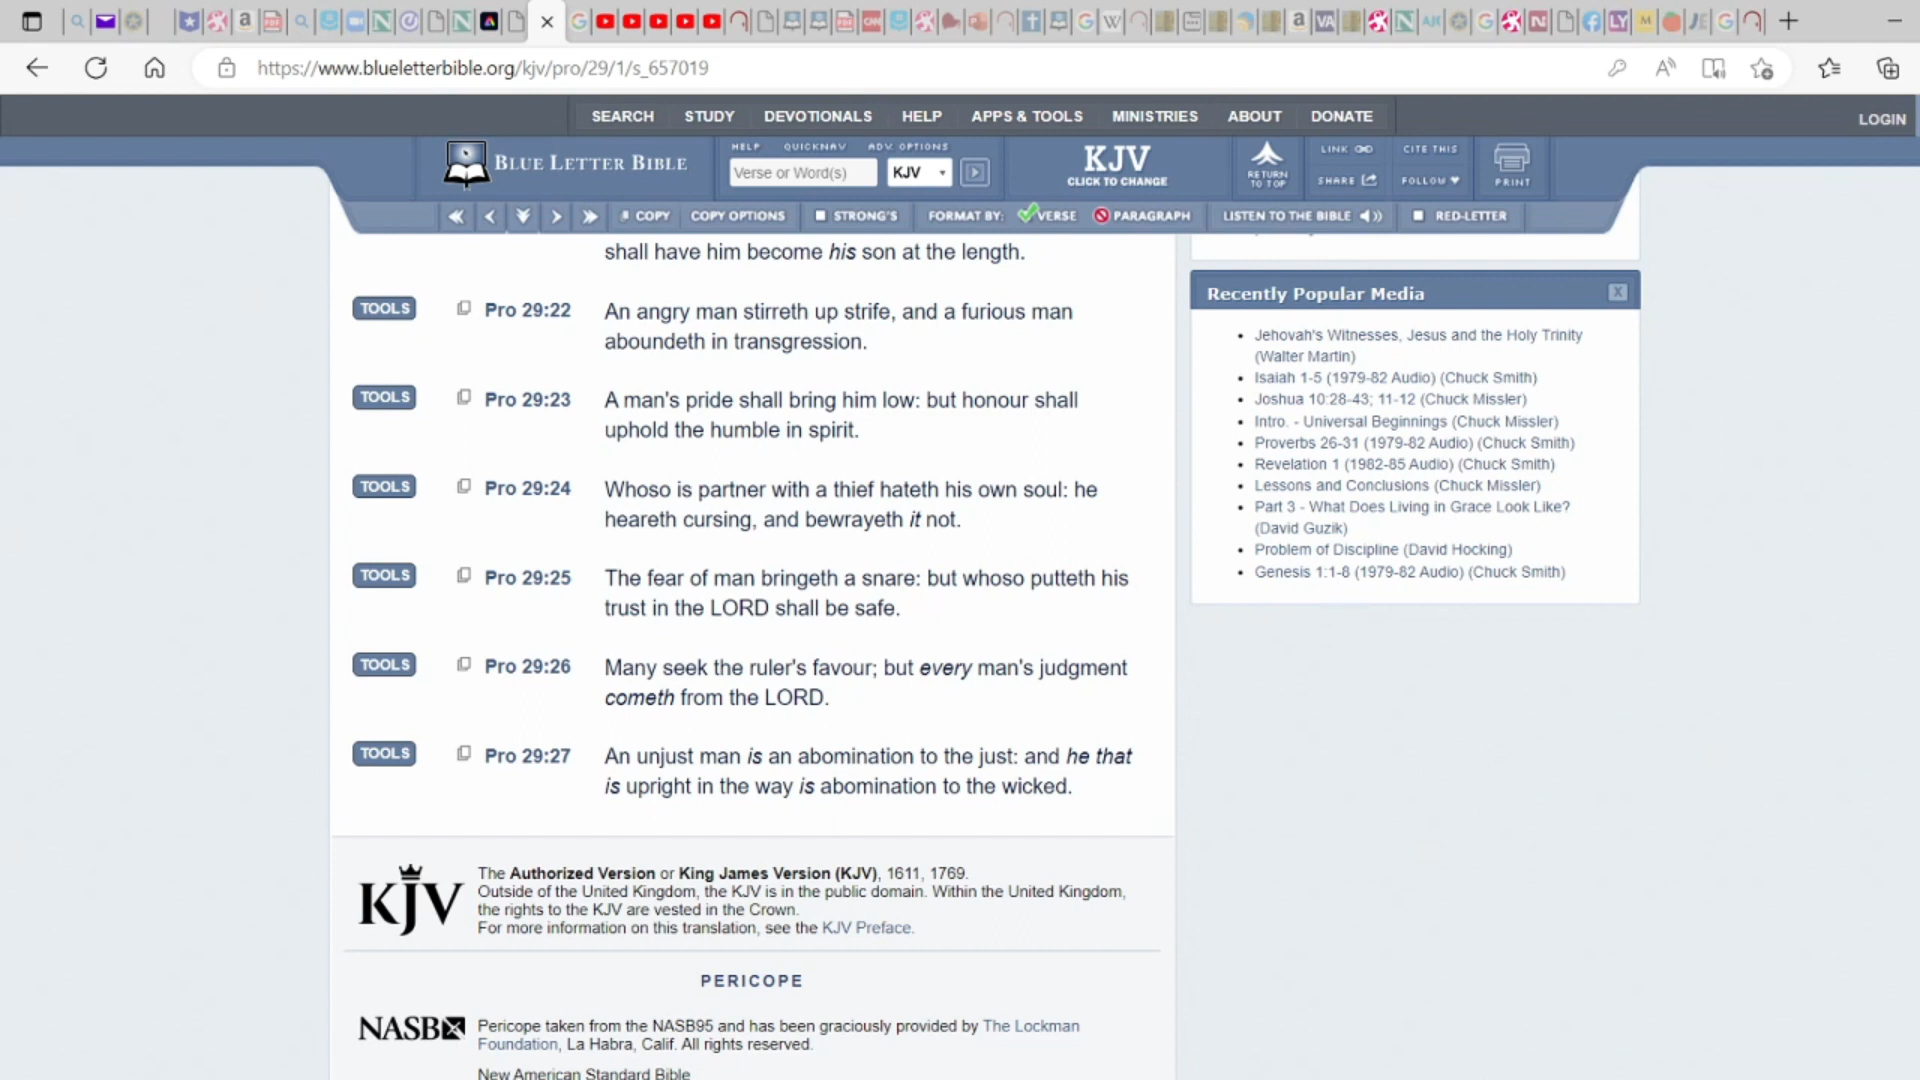 https://www.blueletterbible.org/kjv/pro/29/1/s_657019
SEARCH STUDY DEVOTIONALS HELP APPS & TOOLS MINISTRIES ABOUT DONATE
LOGIN
BLUE LETTER BIBLE
HELP QUICKNAV ADV. OPTIONS
Verse or Word(s) KJV
KJV
CLICK TO CHANGE
RETURN
TO TOP
LINK CITE THIS
SHARE FOLLOW
PRINT
COPY COPY OPTIONS STRONG'S FORMAT BY: VERSE PARAGRAPH LISTEN TO THE BIBLE RED-LETTER
shall have him become his son at the length.
TOOLS Pro 29:22 An angry man stirreth up strife, and a furious man
aboundeth in transgression.
TOOLS Pro 29:23 A man's pride shall bring him low: but honour shall
uphold the humble in spirit.
TOOLS Pro 29:24 Whoso is partner with a thief hateth his own soul: he
heareth cursing, and bewrayeth it not.
TOOLS Pro 29:25 The fear of man bringeth a snare: but whoso putteth his
trust in the LORD shall be safe.
TOOLS Pro 29:26 Many seek the ruler's favour; but every man's judgment
cometh from the LORD.
TOOLS Pro 29:27 An unjust man is an abomination to the just: and he that
is upright in the way is abomination to the wicked.
Recently Popular Media X
Jehovah's Witnesses, Jesus and the Holy Trinity
(Walter Martin)
Isaiah 1-5 (1979-82 Audio) (Chuck Smith)
Joshua 10:28-43; 11-12 (Chuck Missler)
Intro. - Universal Beginnings (Chuck Missler)
Proverbs 26-31 (1979-82 Audio) (Chuck Smith)
Revelation 1 (1982-85 Audio) (Chuck Smith)
Lessons and Conclusions (Chuck Missler)
Part 3 - What Does Living in Grace Look Like?
(David Guzik)
Problem of Discipline (David Hocking)
Genesis 1:1-8 (1979-82 Audio) (Chuck Smith)
KJV
The Authorized Version or King James Version (KJV), 1611, 1769.
Outside of the United Kingdom, the KJV is in the public domain. Within the United Kingdom,
the rights to the KJV are vested in the Crown.
For more information on this translation, see the KJV Preface.
PERICOPE
NASB
Pericope taken from the NASB95 and has been graciously provided by The Lockman
Foundation, La Habra, Calif. All rights reserved.
New American Standard Bible